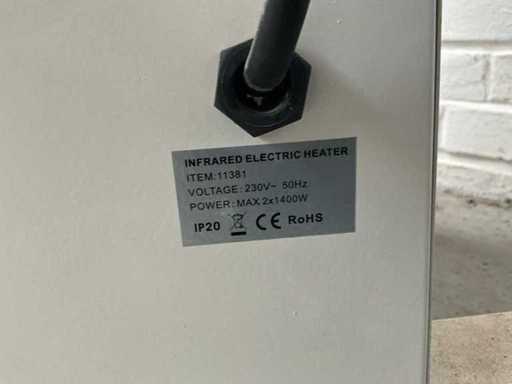 INFRARED ELECTRIC HEATER
ITEM:11381
VOLTAGE:230V~ 50Hz
POWER:MAX.2x1400W
IP20 CE RoHS